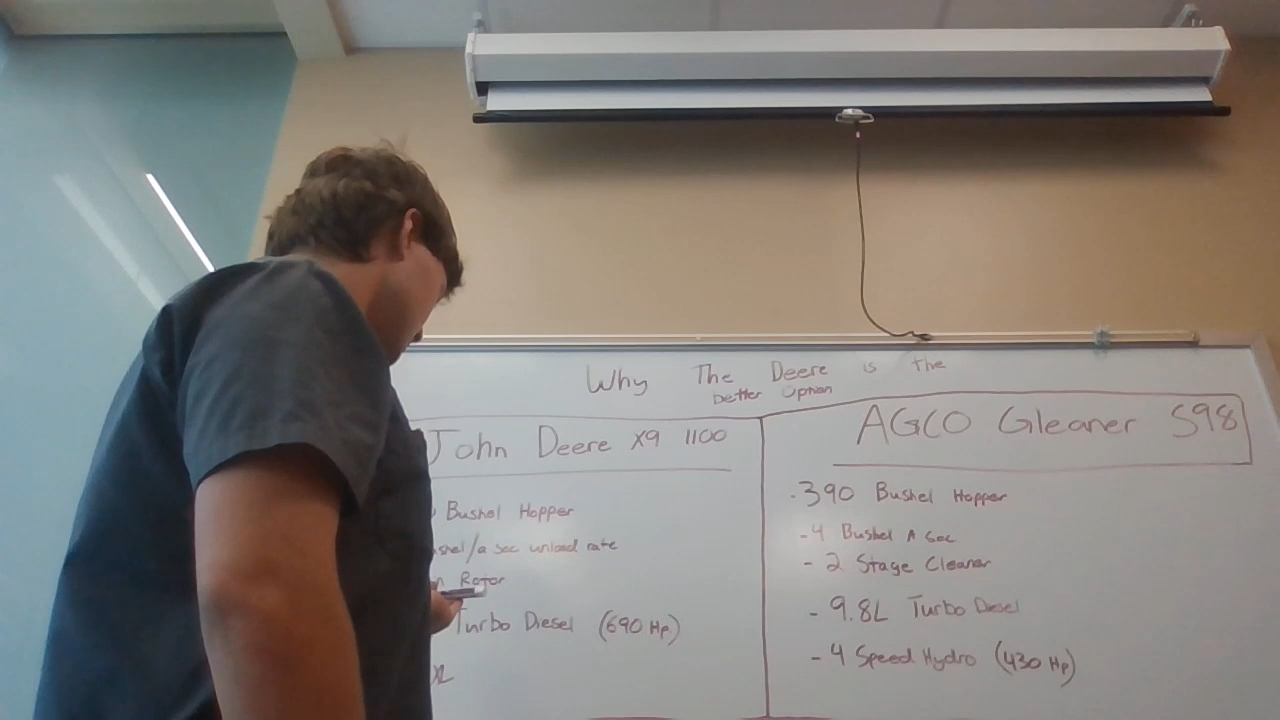 Why The Deere is the
better Option
John Deere X9 1100
Bushel Hopper
/a sec unload rate
Rotor
Turbo Diesel (690 Hp)
XL
AGCO Gleaner S98
.390 Bushel Hopper
-4 Bushel A Sec
- 2 Stage Cleaner
- 9.8L Turbo Diesel
- 4 Speed Hydro (430 Hp)